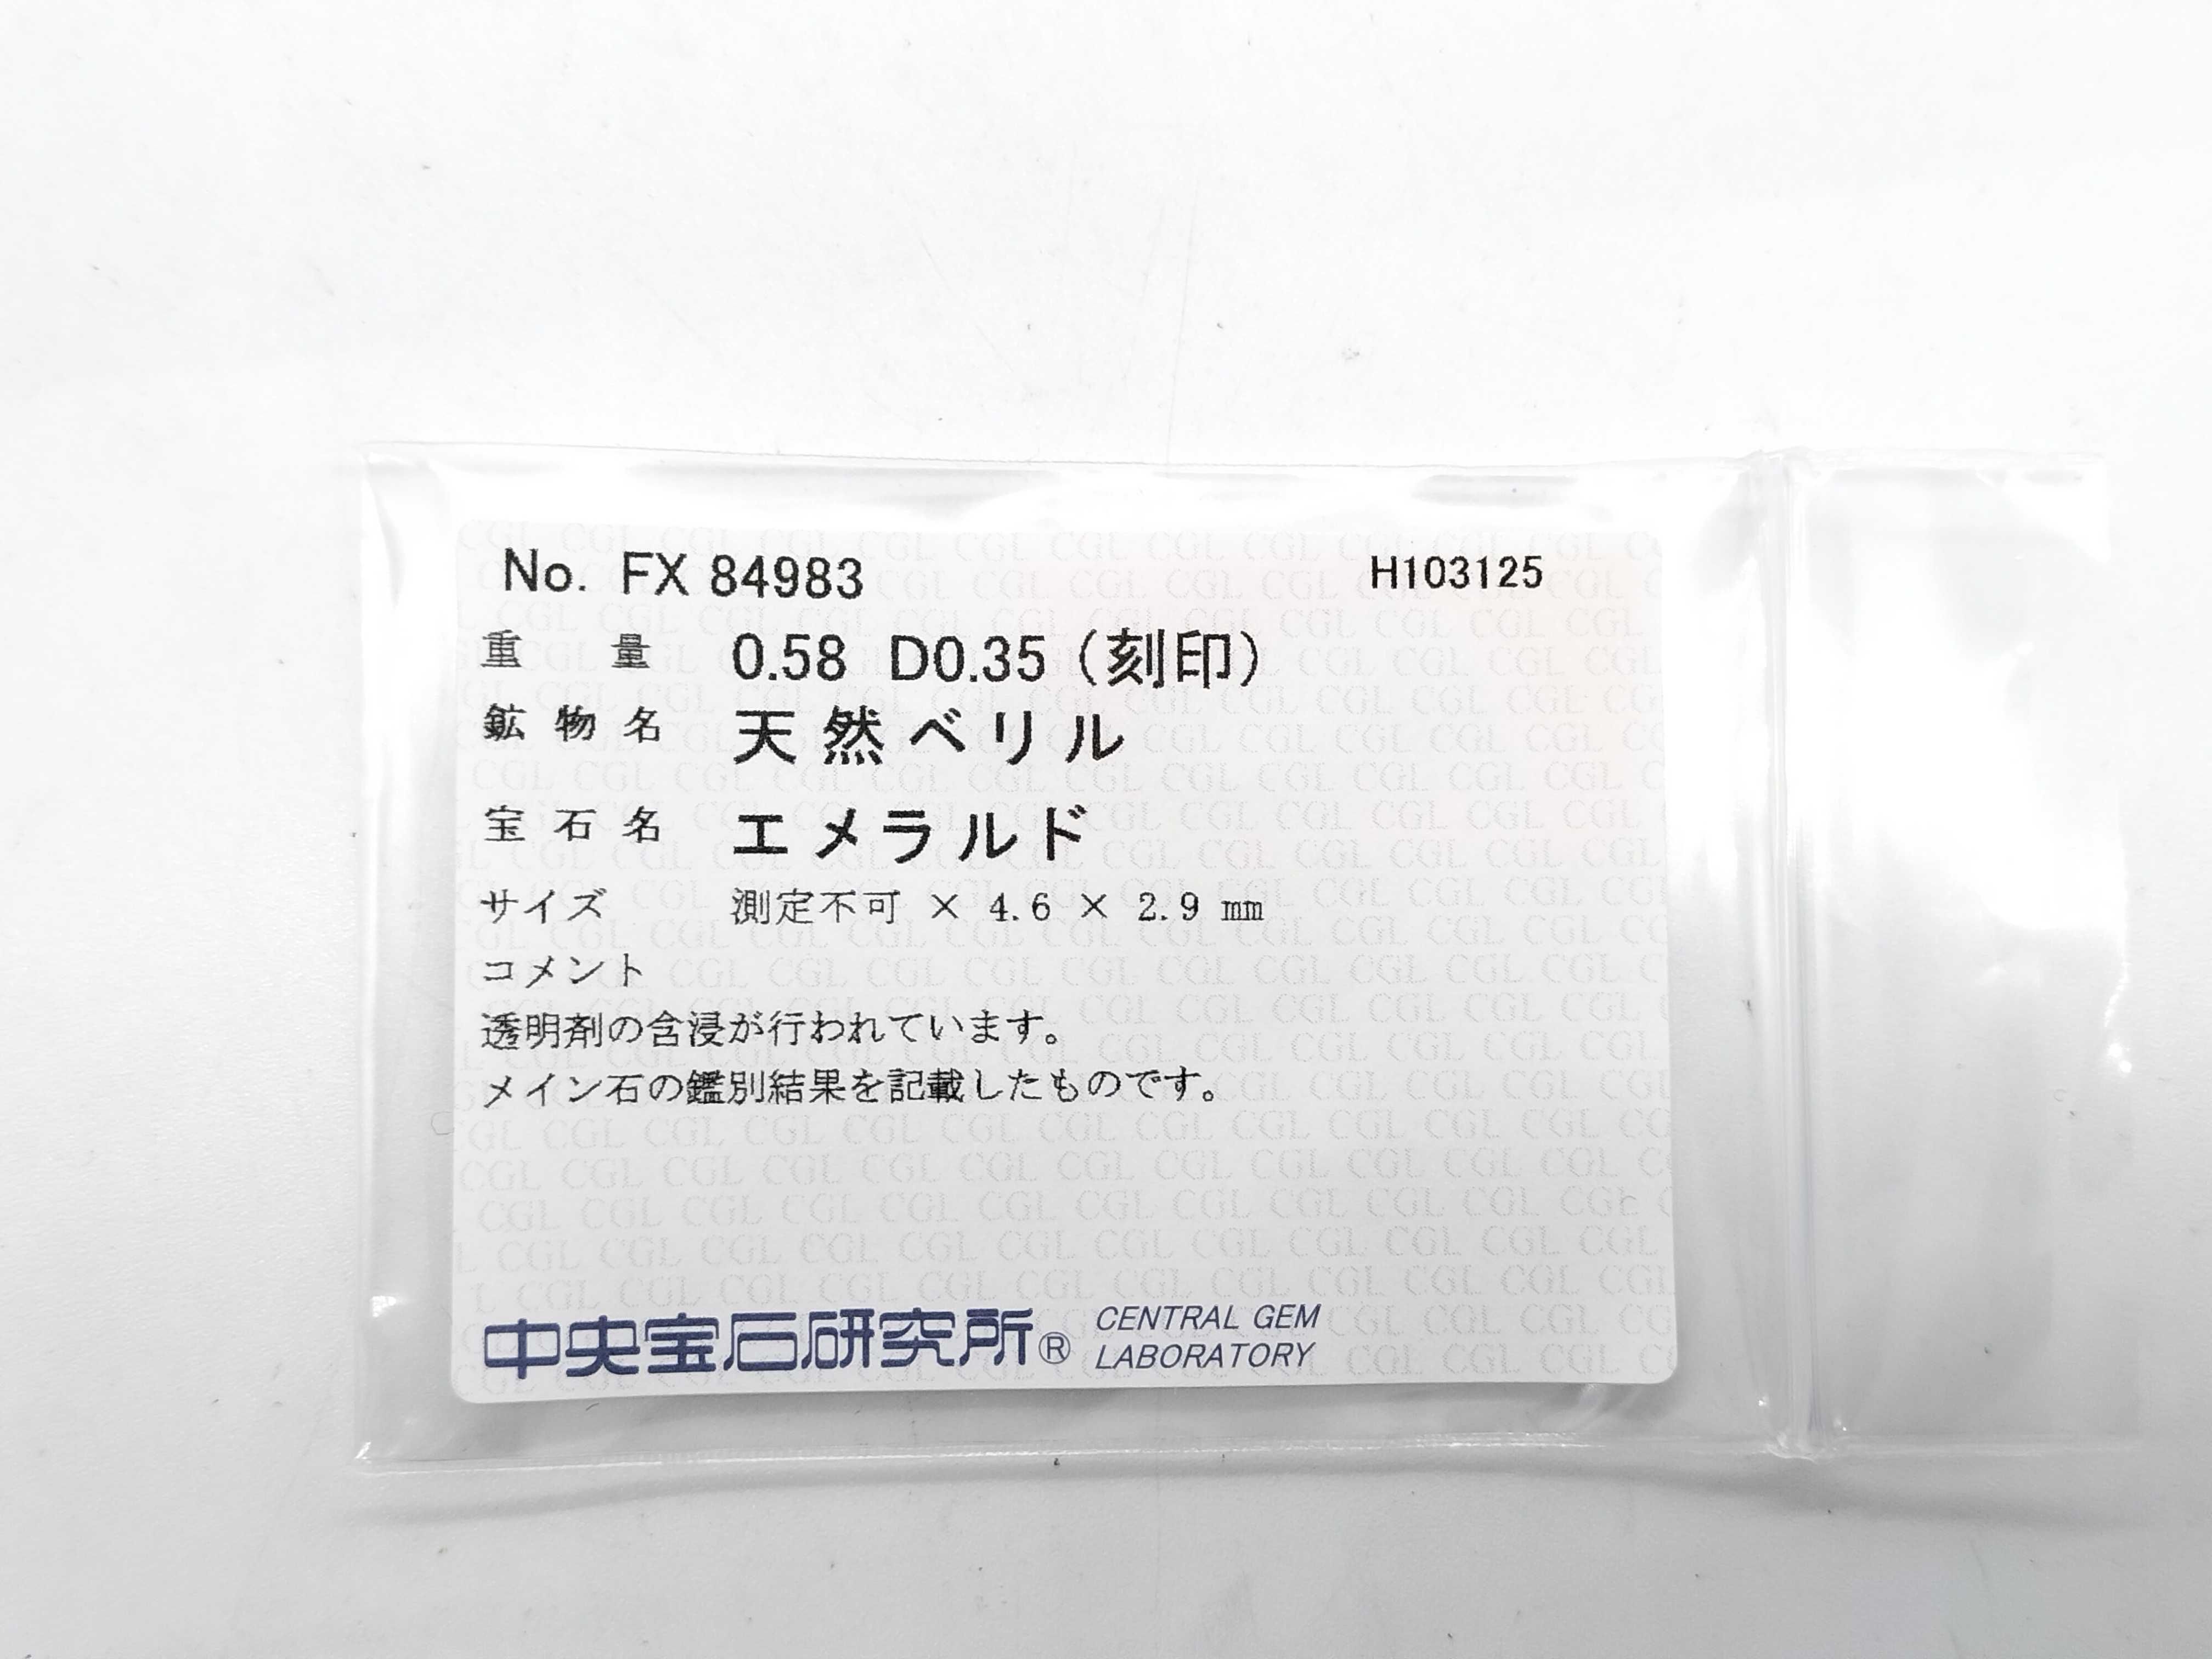 No. FX 84983 H103125
重量 0.58 D0.35（刻印）
鉱物名 天然ベリル
宝石名 エメラルド
サイズ 測定不可 × 4.6 × 2.9 mm
コメント
透明剤の含浸が行われています。
メイン石の鑑別結果を記載したものです。
中央宝石研究所® CENTRAL GEM
LABORATORY